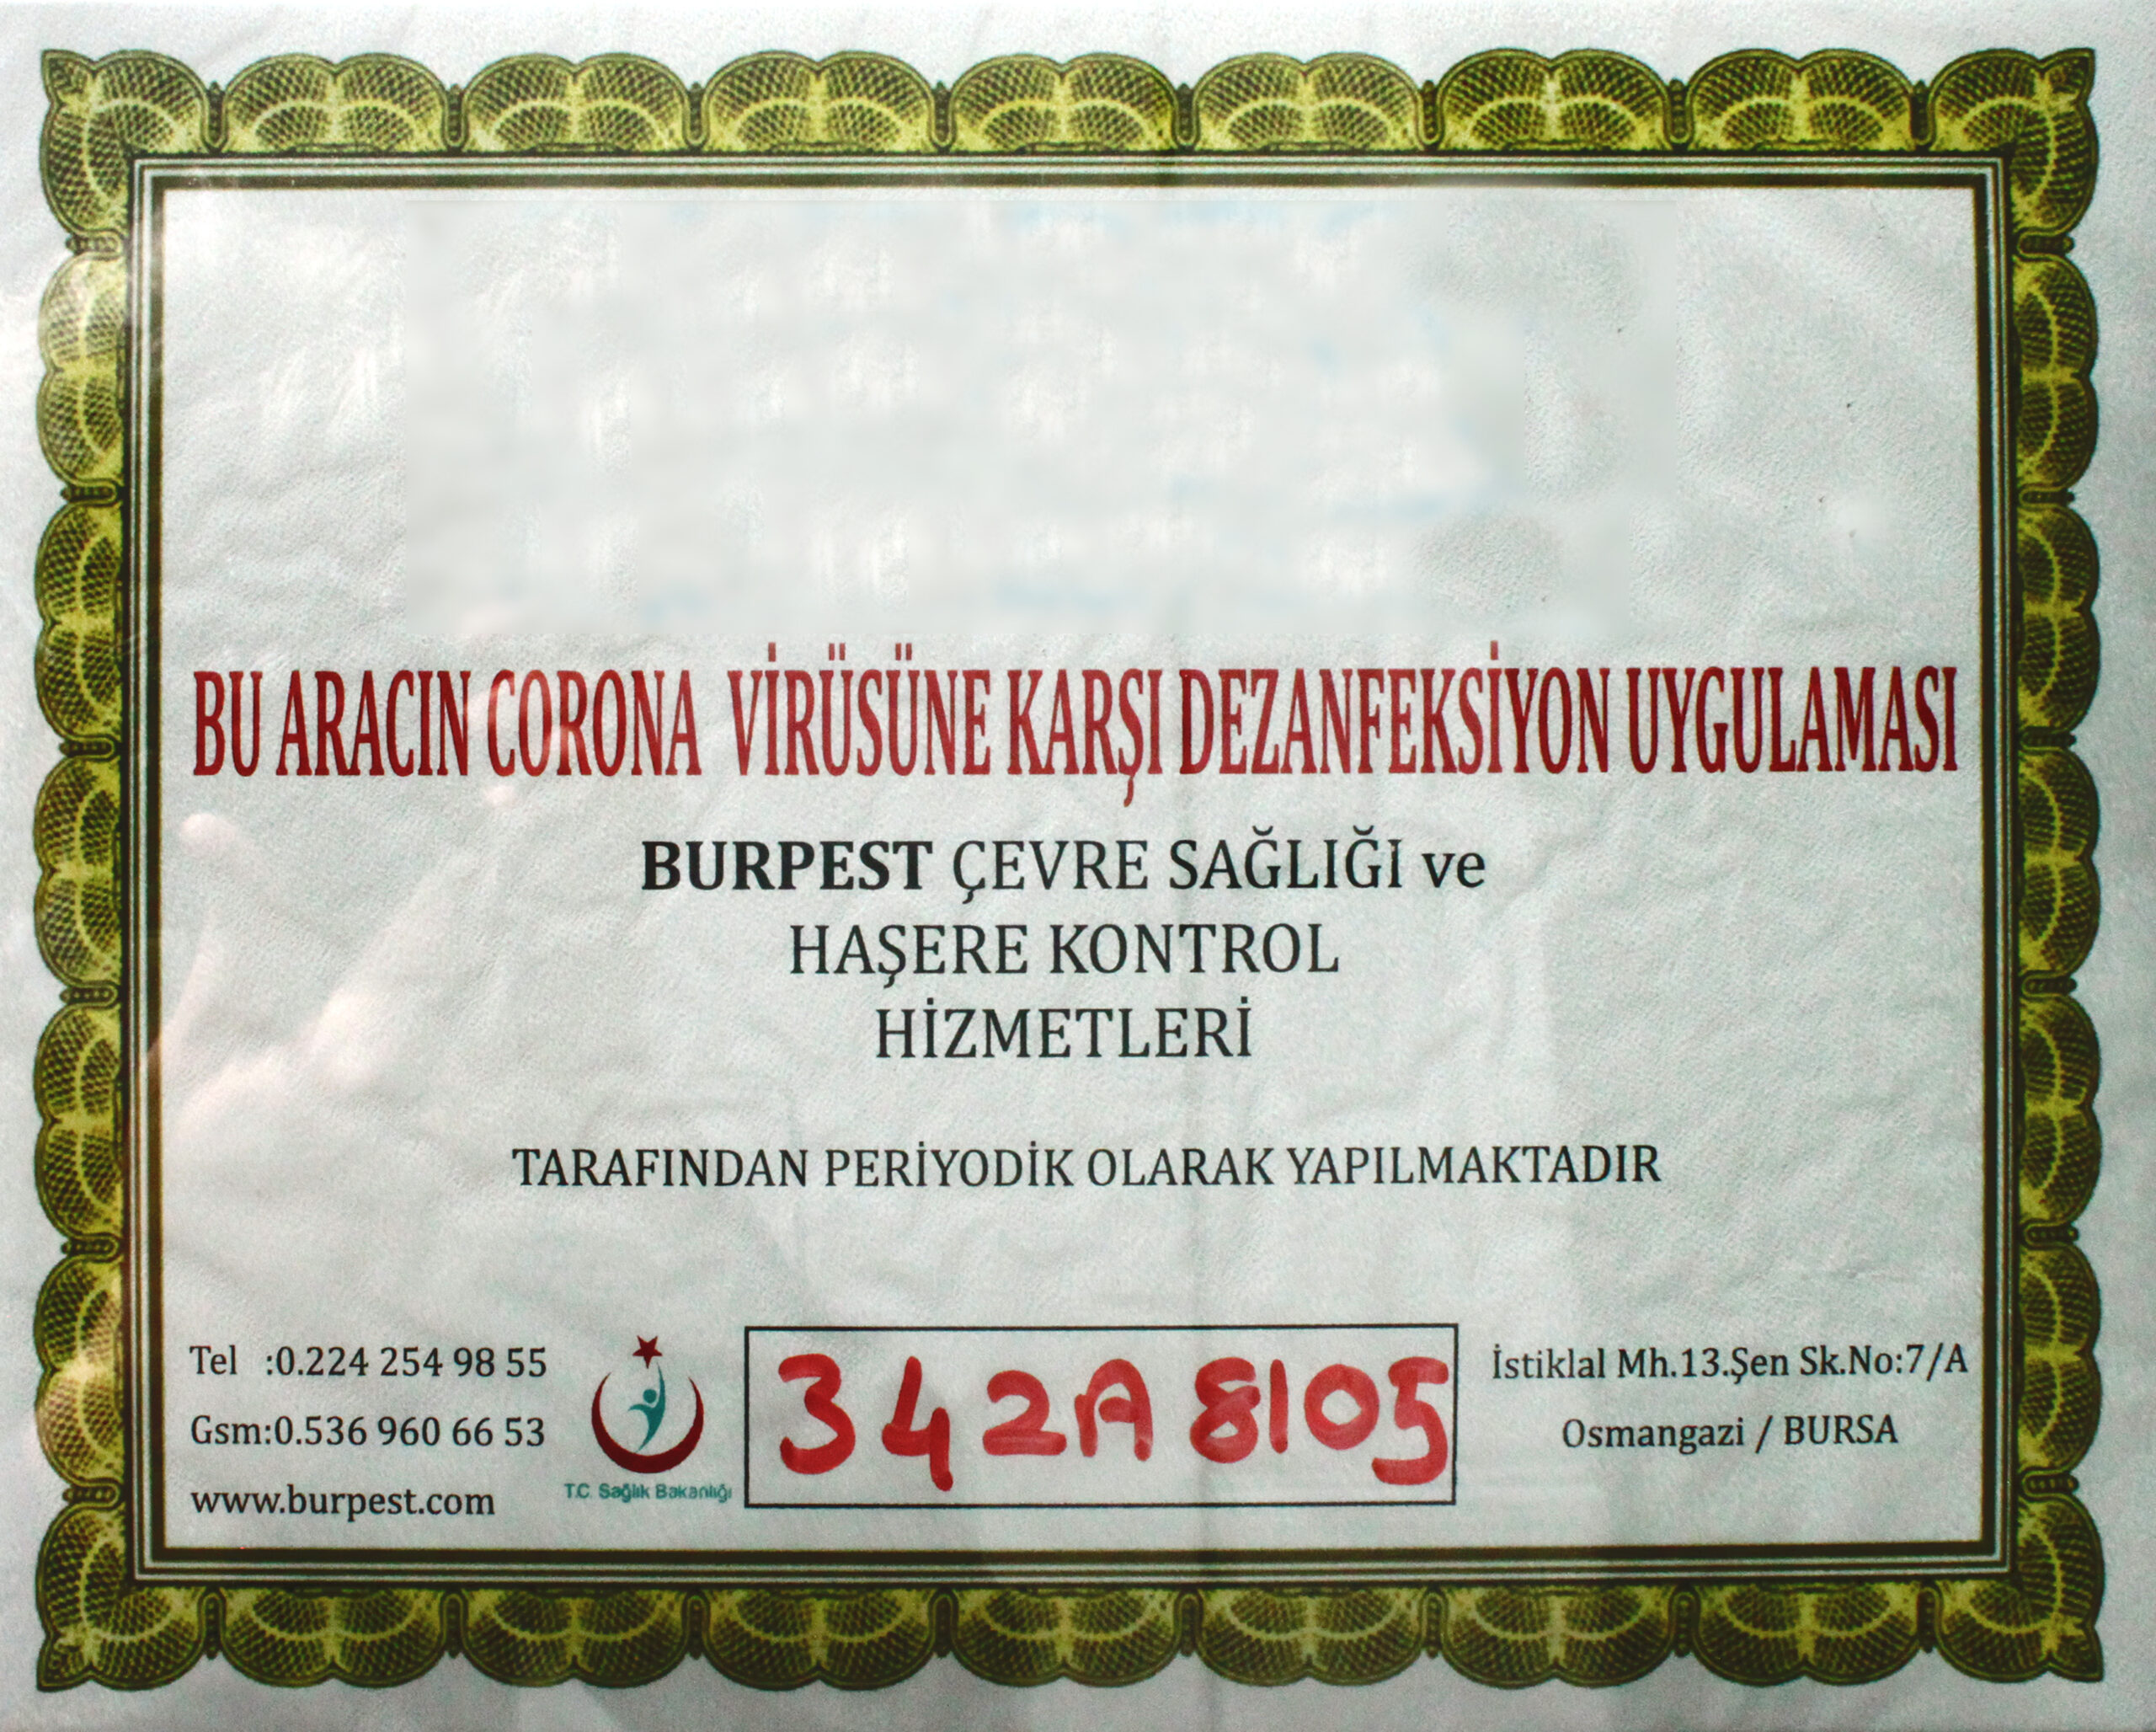 BU ARACIN CORONA VİRÜSÜNE KARŞI DEZANFEKSİYON UYGULAMASI
BURPEST ÇEVRE SAĞLIĞI ve
HAŞERE KONTROL
HİZMETLERİ
TARAFINDAN PERİYODİK OLARAK YAPILMAKTADIR
Tel :0.224 254 98 55
Gsm:0.536 960 66 53
www.burpest.com
T.C. Sağlık Bakanlığı
34 2A 8105
İstiklal Mh.13.Şen Sk.No:7/A
Osmangazi / BURSA